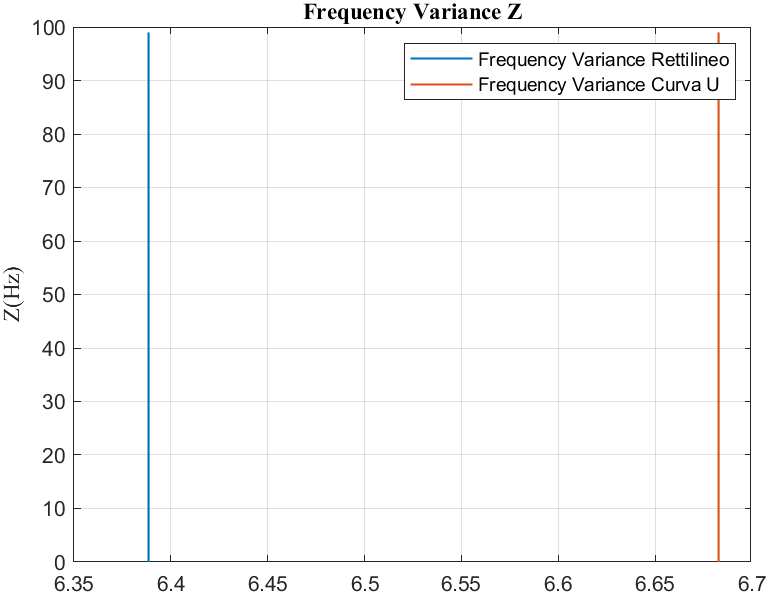 Frequency Variance Z
Frequency Variance Rettilineo
Frequency Variance Curva U
Z(Hz)
100
90
80
70
60
50
40
30
20
10
0
6.35 6.4 6.45 6.5 6.55 6.6 6.65 6.7